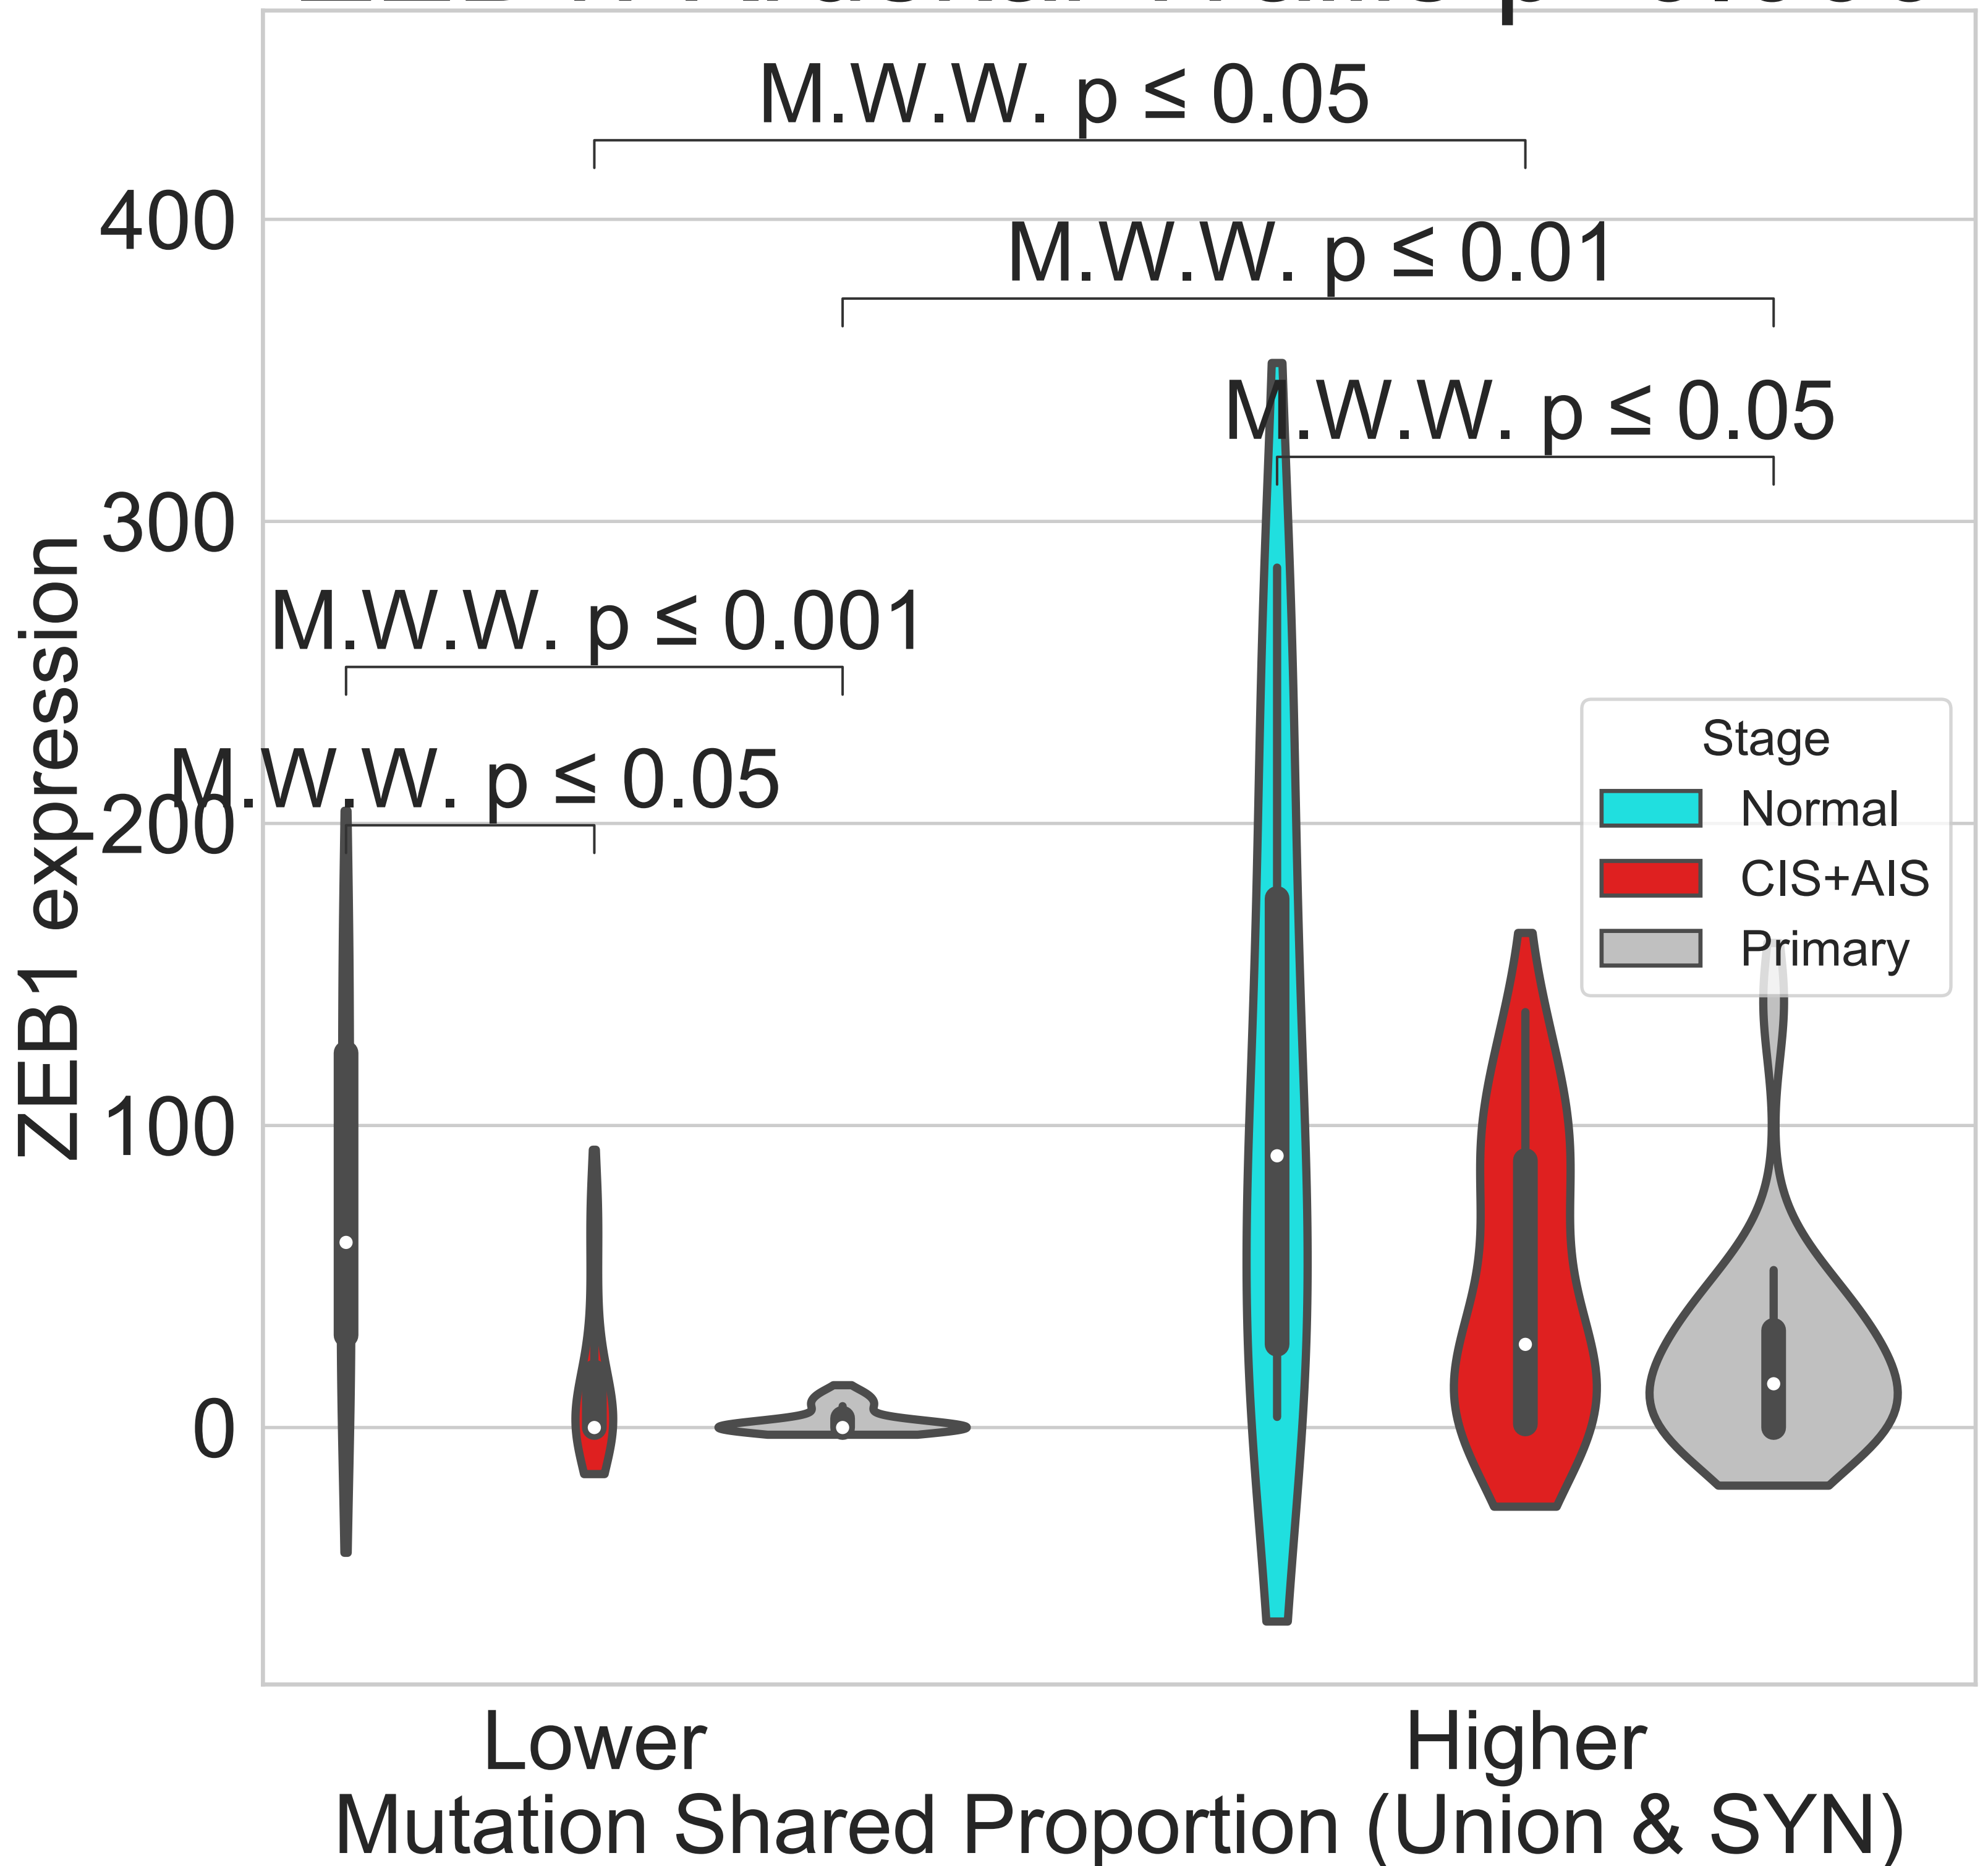 M.W.W. p ≤ 0.05
400
M.W.W. p ≤ 0.01
M.W.W. p ≤ 0.05
300
M.W.W. p ≤ 0.001
M.W.W. p ≤ 0.05
200
ZEB1 expression
Stage
Normal
CIS+AIS
Primary
100
0
Lower
Higher
Mutation Shared Proportion (Union & SYN)